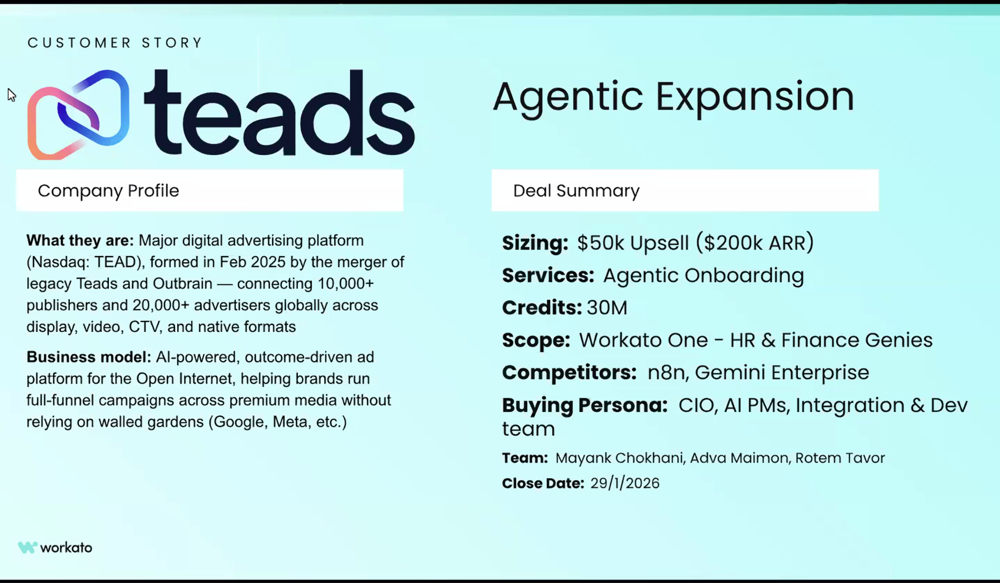 CUSTOMER STORY
teads
Company Profile
What they are: Major digital advertising platform
(Nasdaq: TEAD), formed in Feb 2025 by the merger of
legacy Teads and Outbrain — connecting 10,000+
publishers and 20,000+ advertisers globally across
display, video, CTV, and native formats
Business model: AI-powered, outcome-driven ad
platform for the Open Internet, helping brands run
full-funnel campaigns across premium media without
relying on walled gardens (Google, Meta, etc.)
Agentic Expansion
Deal Summary
Sizing: $50k Upsell ($200k ARR)
Services: Agentic Onboarding
Credits: 30M
Scope: Workato One - HR & Finance Genies
Competitors: n8n, Gemini Enterprise
Buying Persona: CIO, AI PMs, Integration & Dev
team
Team: Mayank Chokhani, Adva Maimon, Rotem Tavor
Close Date: 29/1/2026
workato